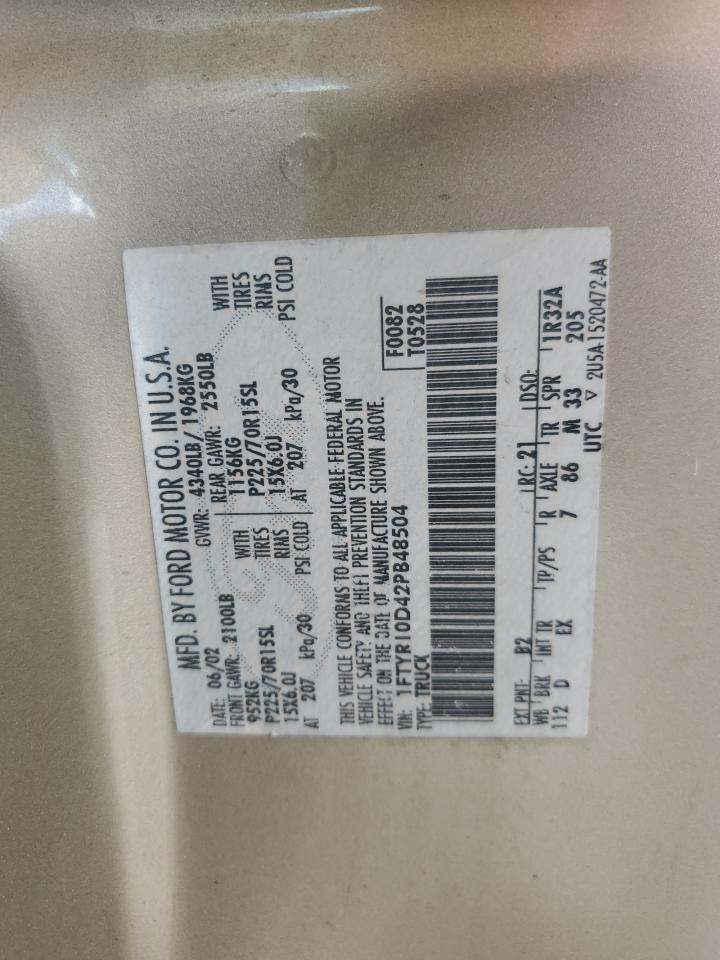 MFD. BY FORD MOTOR CO. IN U.S.A.
DATE: 06/02 GVWR: 4340LB / 1968KG
FRONT GAWR: 2100LB REAR GAWR: 2550LB
952KG WITH 1156KG WITH
P225/70R15SL TIRES P225/70R15SL TIRES
15X6.0J RIMS 15X6.0J RIMS
AT 207 kPa/30 PSI COLD AT 207 kPa/30 PSI COLD
THIS VEHICLE CONFORMS TO ALL APPLICABLE FEDERAL MOTOR
VEHICLE SAFETY AND THEFT PREVENTION STANDARDS IN
EFFECT ON THE DATE OF MANUFACTURE SHOWN ABOVE.
VIN: 1FTYR10D42PB48504 F0082
TYPE: TRUCK T0528
EXT PNT: B2 RC: 21 DSO:
WB BRK INT TR TP/PS R AXLE TR SPR 1R32A
112 D EX 7 86 M 33 205
UTC ▽ 2U5A-1520472-AA